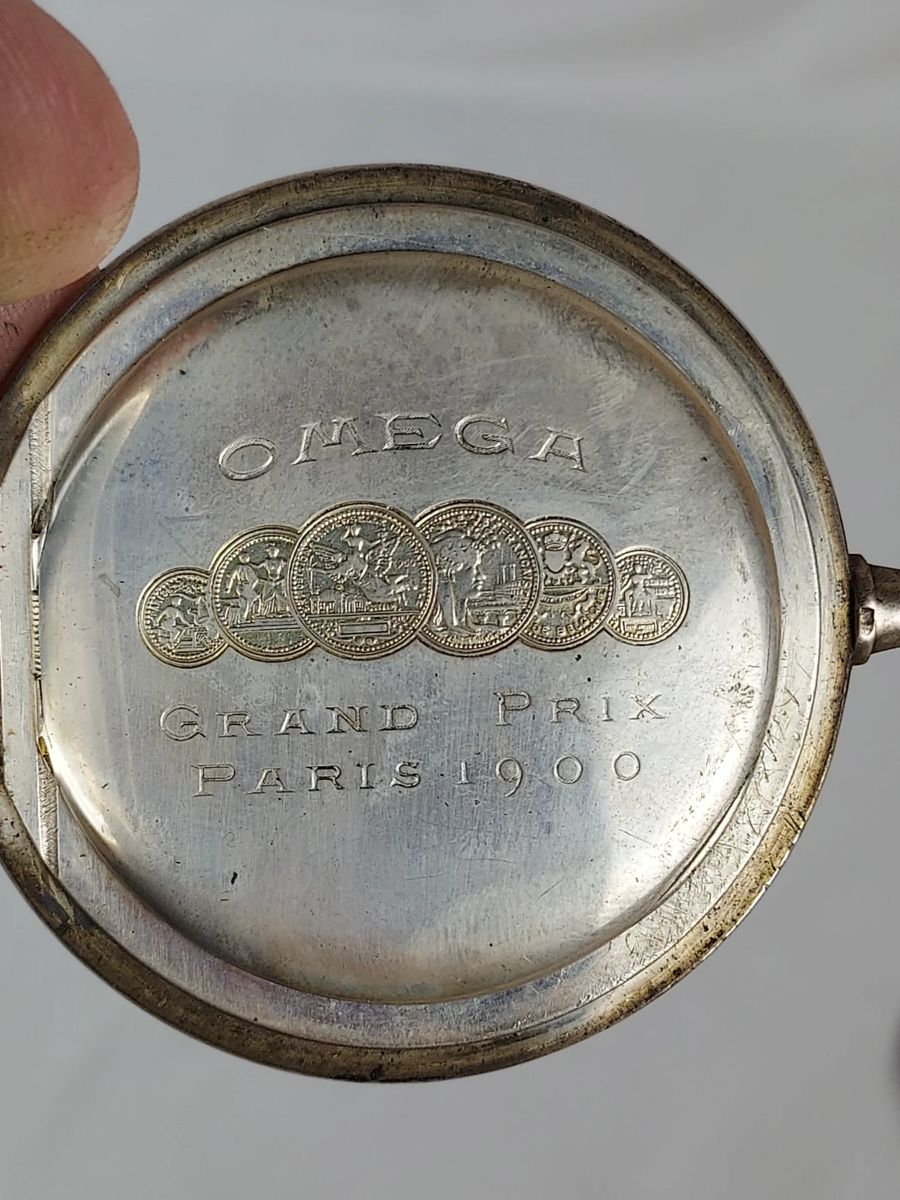 OMEGA
GRAND PRIX
PARIS 1900